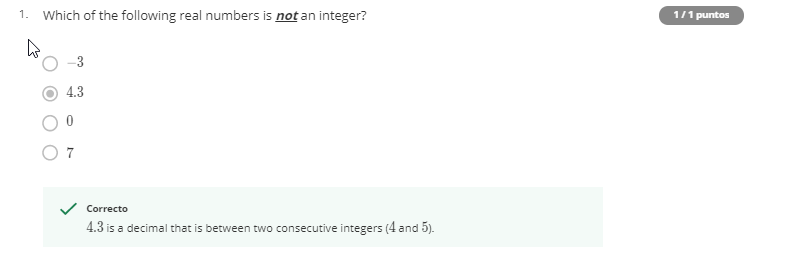 1. Which of the following real numbers is not an integer?
1 / 1 puntos
−3
4.3
0
7
Correcto
4.3 is a decimal that is between two consecutive integers (4 and 5).